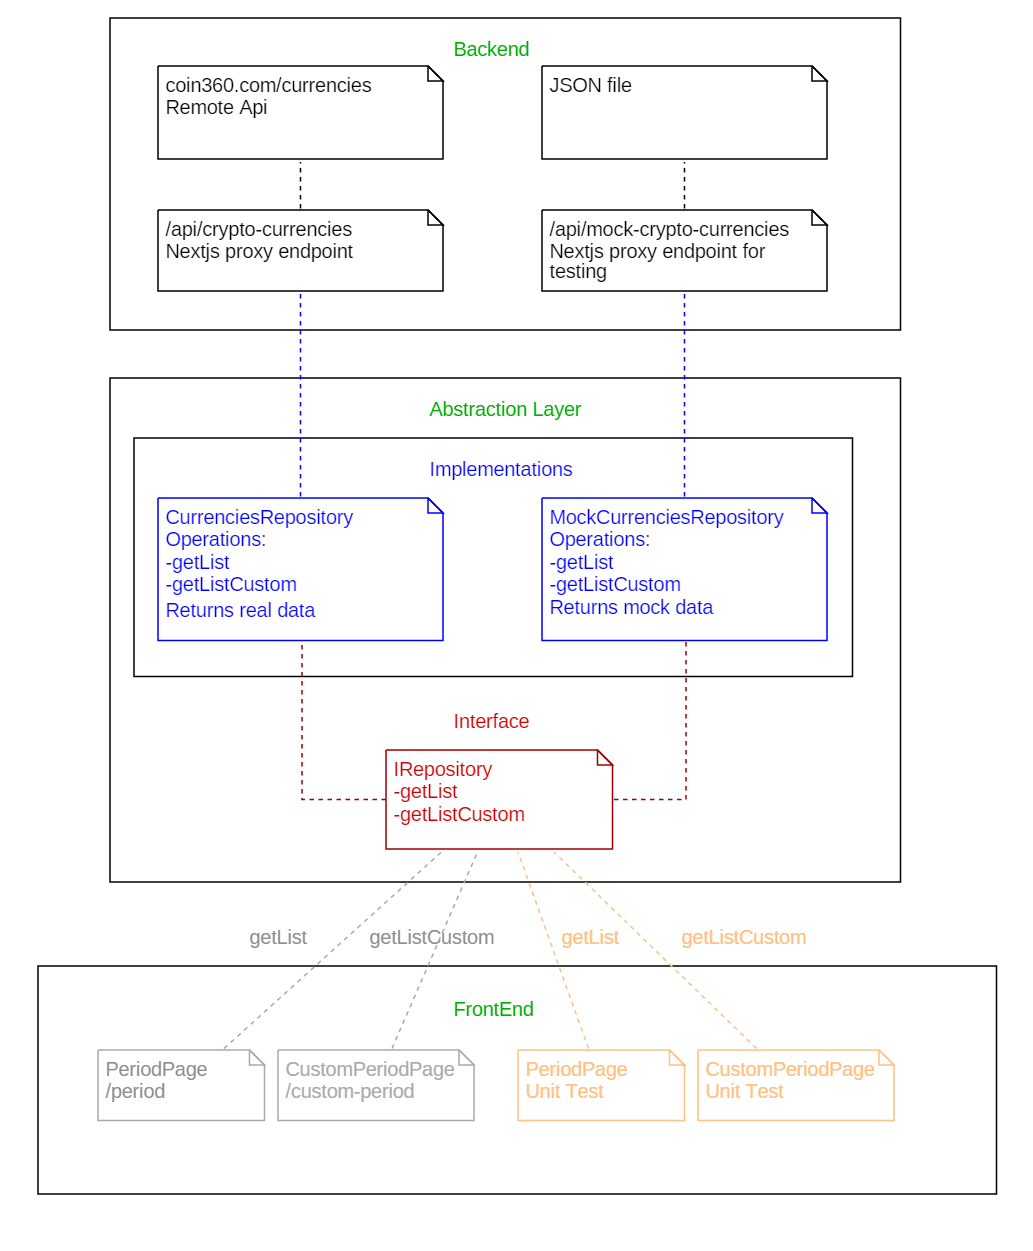 Backend
coin360.com/currencies
Remote Api
JSON file
/api/crypto-currencies
Nextjs proxy endpoint
/api/mock-crypto-currencies
Nextjs proxy endpoint for
testing
Abstraction Layer
Implementations
CurrenciesRepository
Operations:
-getList
-getListCustom
Returns real data
MockCurrenciesRepository
Operations:
-getList
-getListCustom
Returns mock data
Interface
IRepository
-getList
-getListCustom
getList
getListCustom
getList
getListCustom
FrontEnd
PeriodPage
/period
CustomPeriodPage
/custom-period
PeriodPage
Unit Test
CustomPeriodPage
Unit Test